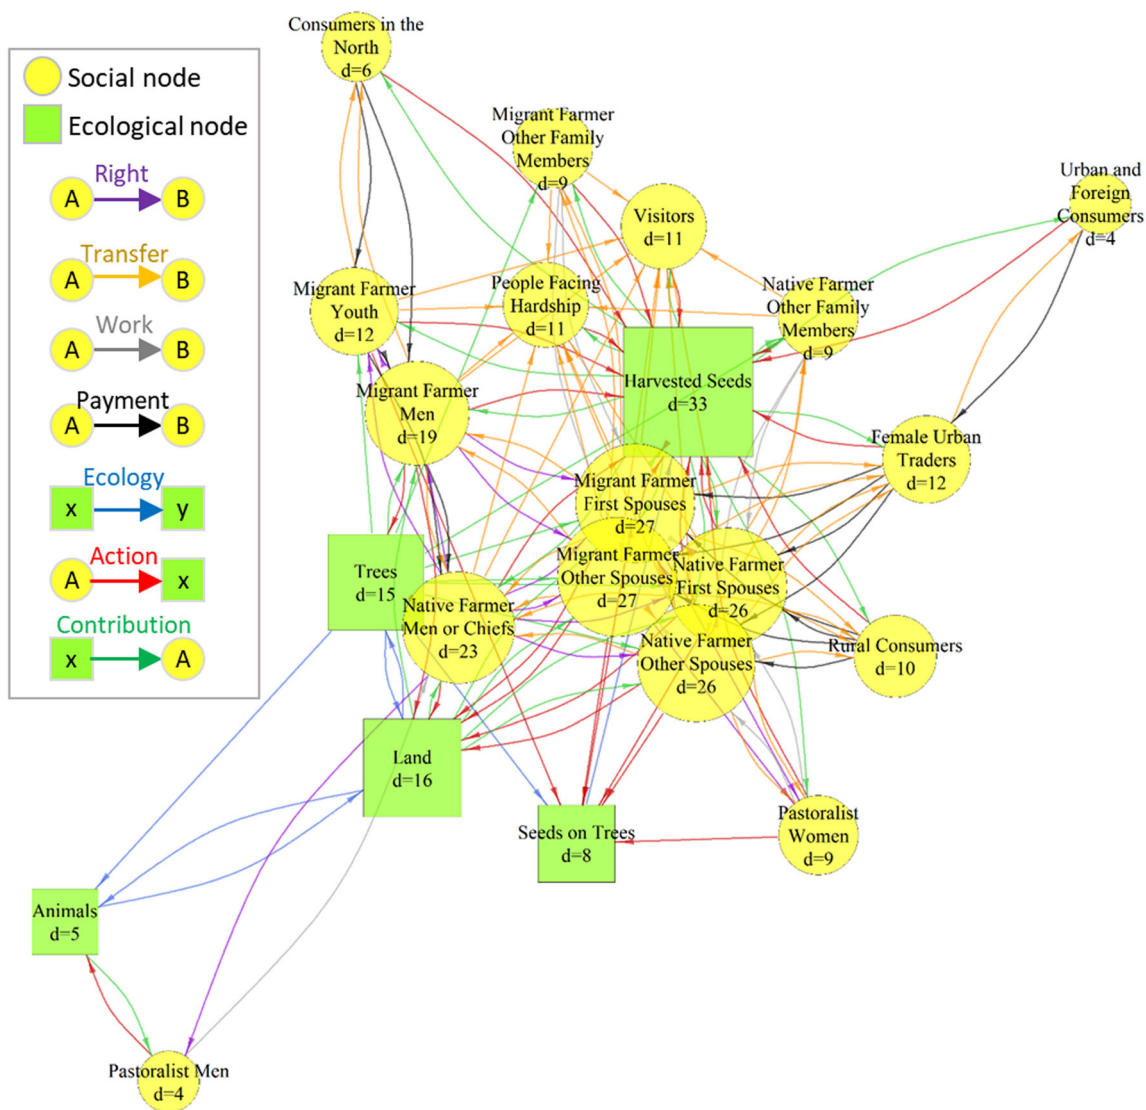 Social node
Ecological node
Right
A
B
Transfer
A
B
Work
A
B
Payment
A
B
Ecology
x
y
Action
A
x
Contribution
x
A
Consumers in the
North
d=6
Migrant Farmer
Other Family
Members
d=9
Visitors
d=11
Urban and
Foreign
Consumers
d=4
Migrant Farmer
Youth
d=12
People Facing
Hardship
d=11
Native Farmer
Other Family
Members
d=9
Migrant Farmer
Men
d=19
Harvested Seeds
d=33
Female Urban
Traders
d=12
Migrant Farmer
First Spouses
d=27
Trees
d=15
Migrant Farmer
Other Spouses
d=27
Native Farmer
First Spouses
d=26
Native Farmer
Men or Chiefs
d=23
Native Farmer
Other Spouses
d=26
Rural Consumers
d=10
Land
d=16
Seeds on Trees
d=8
Pastoralist
Women
d=9
Animals
d=5
Pastoralist Men
d=4